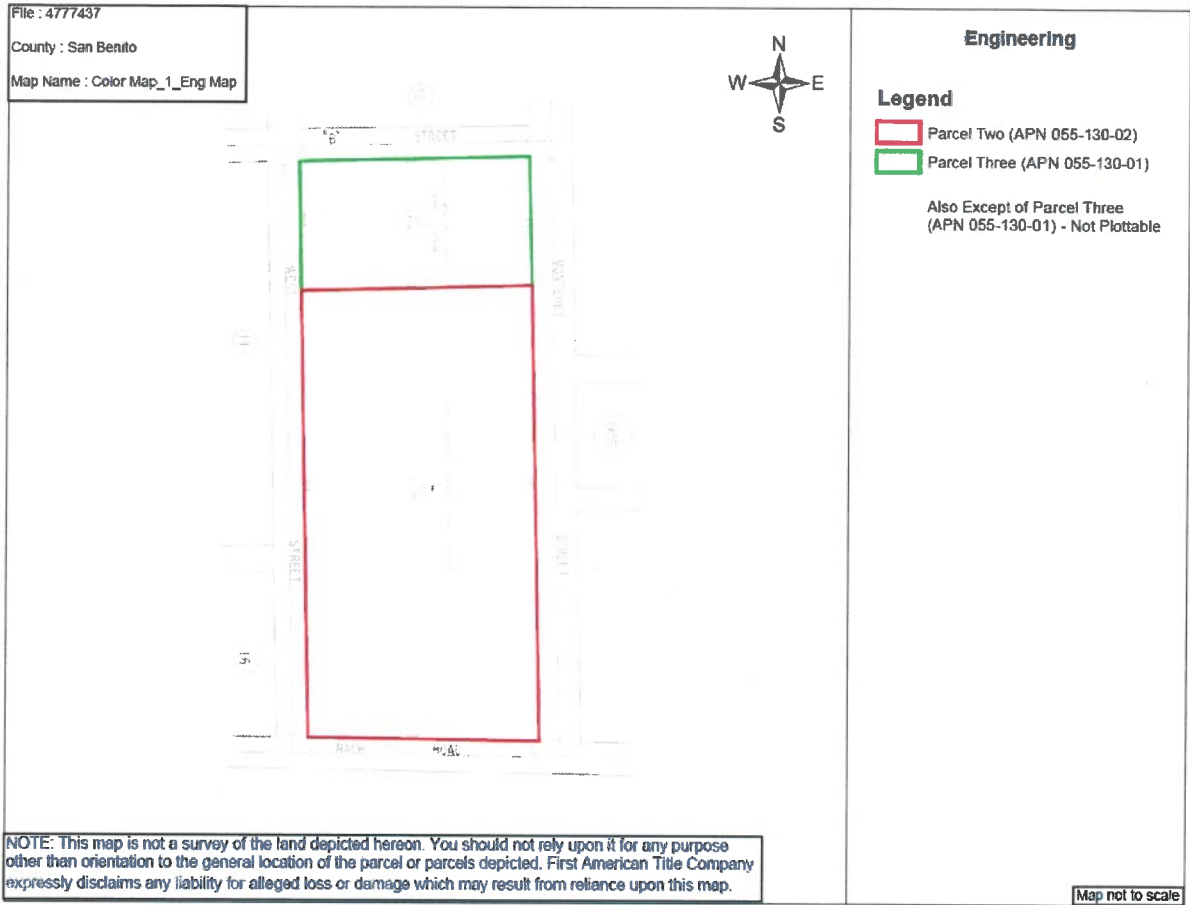 File : 4777437
County : San Benito
Map Name : Color Map_1_Eng Map
N
W E
S
Engineering
Legend
Parcel Two (APN 055-130-02)
Parcel Three (APN 055-130-01)
Also Except of Parcel Three
(APN 055-130-01) - Not Plottable
STREET
WEST
STREET
STREET
NASH
ROAD
NOTE: This map is not a survey of the land depicted hereon. You should not rely upon it for any purpose
other than orientation to the general location of the parcel or parcels depicted. First American Title Company
expressly disclaims any liability for alleged loss or damage which may result from reliance upon this map.
Map not to scale